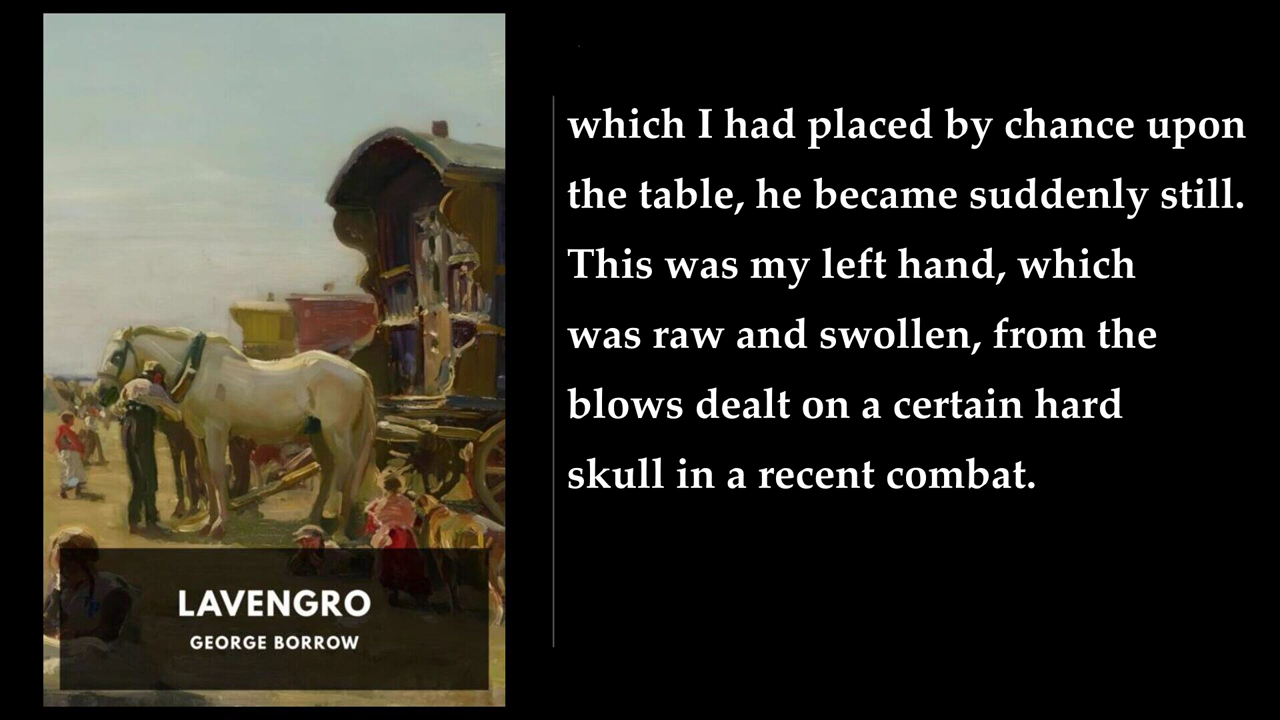 LAVENGRO
GEORGE BORROW
which I had placed by chance upon
the table, he became suddenly still.
This was my left hand, which
was raw and swollen, from the
blows dealt on a certain hard
skull in a recent combat.